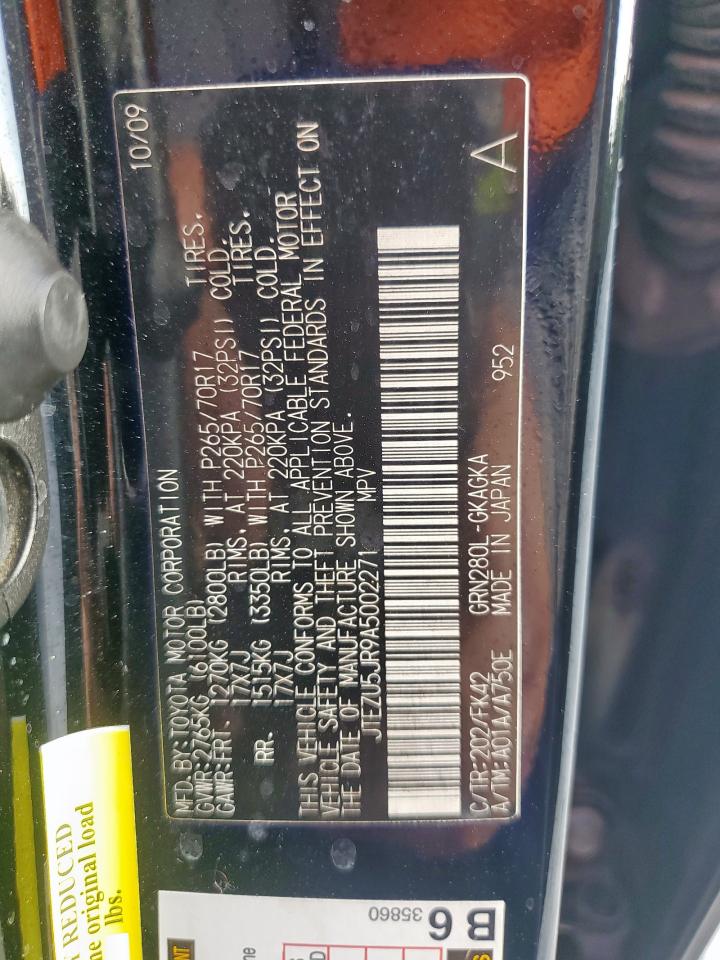 10/09
MFD. BY: TOYOTA MOTOR CORPORATION
GVWR: 2765KG (6100LB)
GAWR: FRT. 1270KG (2800LB) WITH P265/70R17 TIRES.
17X7J RIMS. AT 220KPA (32PSI) COLD.
RR. 1515KG (3350LB) WITH P265/70R17 TIRES.
17X7J RIMS. AT 220KPA (32PSI) COLD.
THIS VEHICLE CONFORMS TO ALL APPLICABLE FEDERAL MOTOR
VEHICLE SAFETY AND THEFT PREVENTION STANDARDS IN EFFECT ON
THE DATE OF MANUFACTURE SHOWN ABOVE.
JTEZU5JR9A5002271 MPV
C/TR: 202/FK42 GRN280L-GKAGKA 952
A/TM: A01A/A750E MADE IN JAPAN A
REDUCED
original load
lbs.
B 6
35860